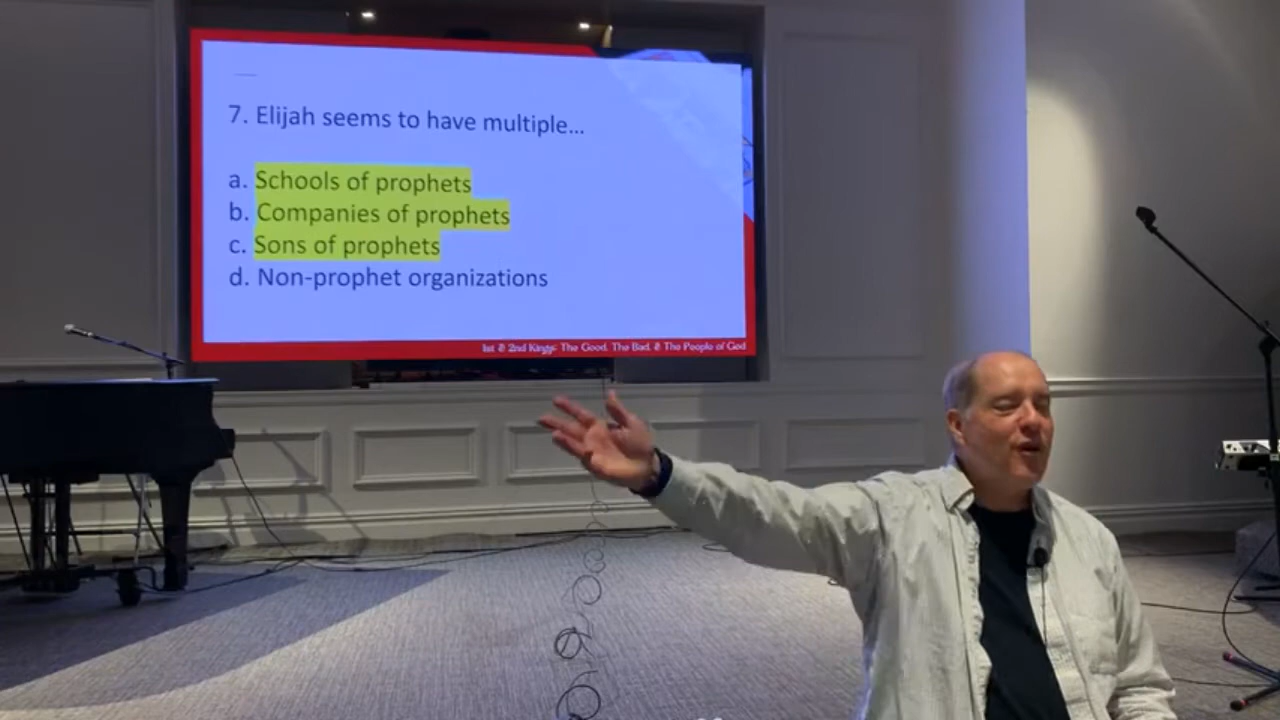 7. Elijah seems to have multiple...
a. Schools of prophets
b. Companies of prophets
c. Sons of prophets
d. Non-prophet organizations
1st & 2nd Kings: The Good, The Bad, & The People of God